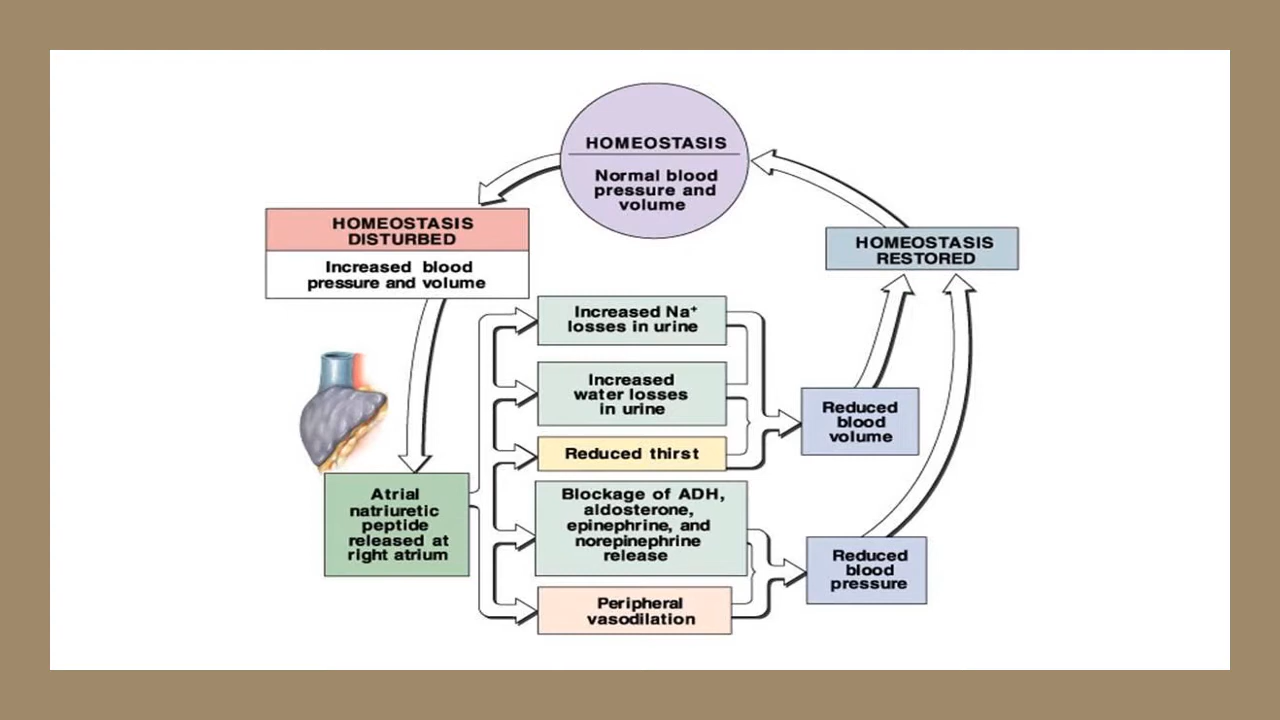 HOMEOSTASIS
Normal blood
pressure and
volume
HOMEOSTASIS
DISTURBED
Increased blood
pressure and volume
HOMEOSTASIS
RESTORED
Increased Na⁺
losses in urine
Increased
water losses
in urine
Reduced thirst
Blockage of ADH,
aldosterone,
epinephrine, and
norepinephrine
release
Peripheral
vasodilation
Atrial
natriuretic
peptide
released at
right atrium
Reduced
blood
volume
Reduced
blood
pressure